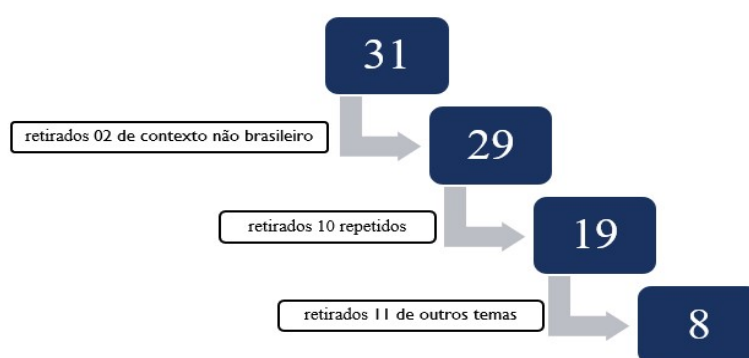 31
retirados 02 de contexto não brasileiro
29
retirados 10 repetidos
19
retirados 11 de outros temas
8